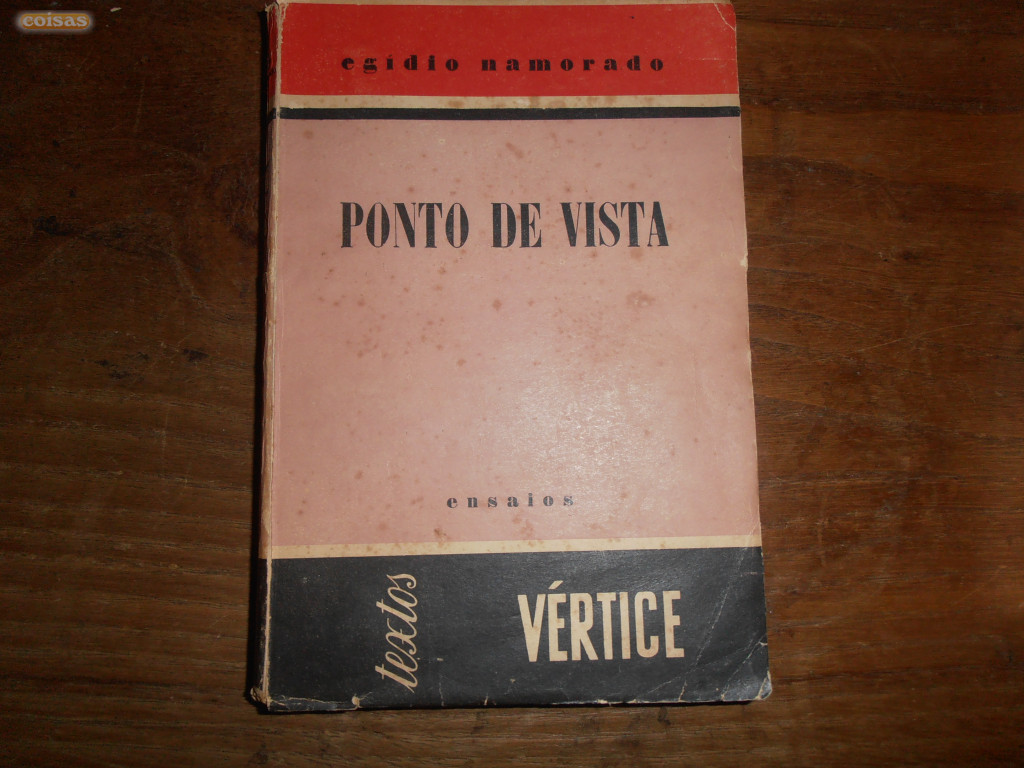 coisas
egídio namorado
PONTO DE VISTA
ensaios
textos
VÉRTICE